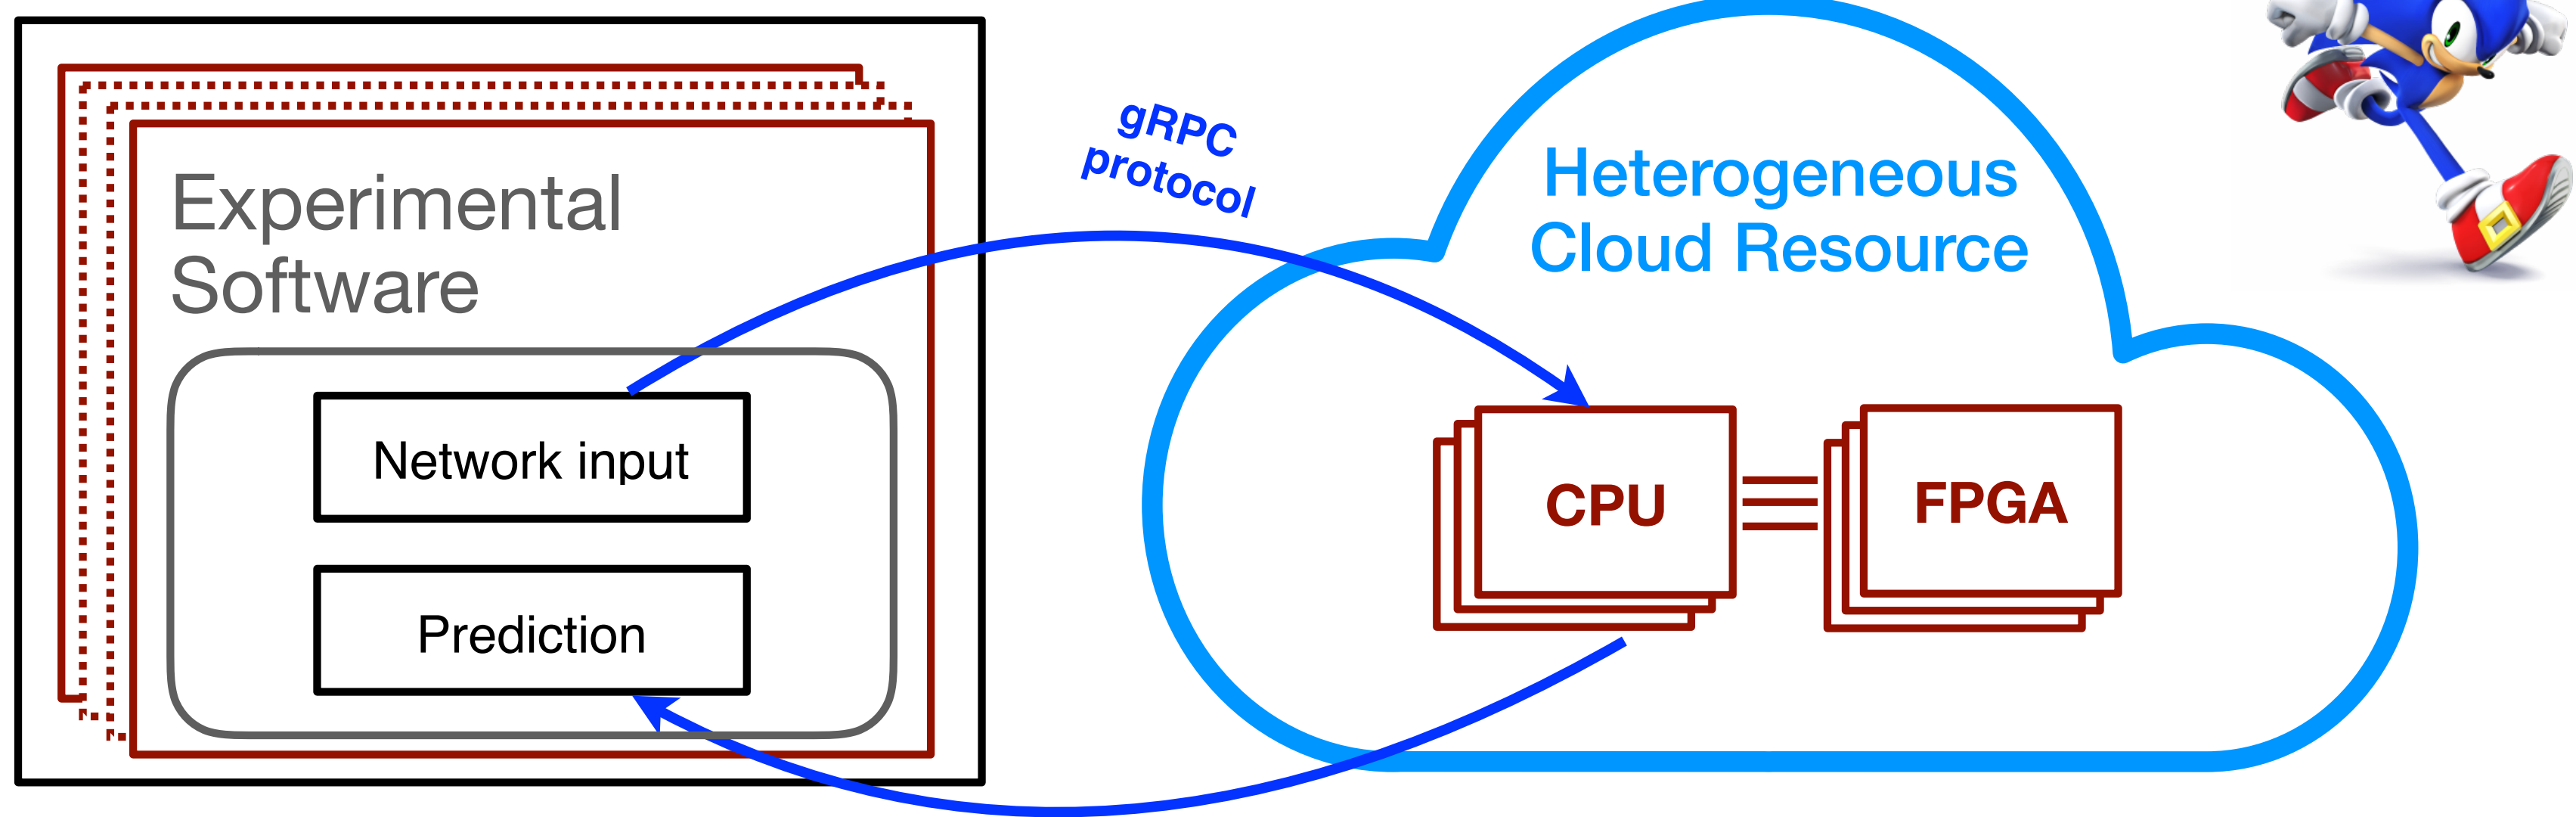 Experimental
Software
Network input
Prediction
gRPC
protocol
Heterogeneous
Cloud Resource
CPU
FPGA